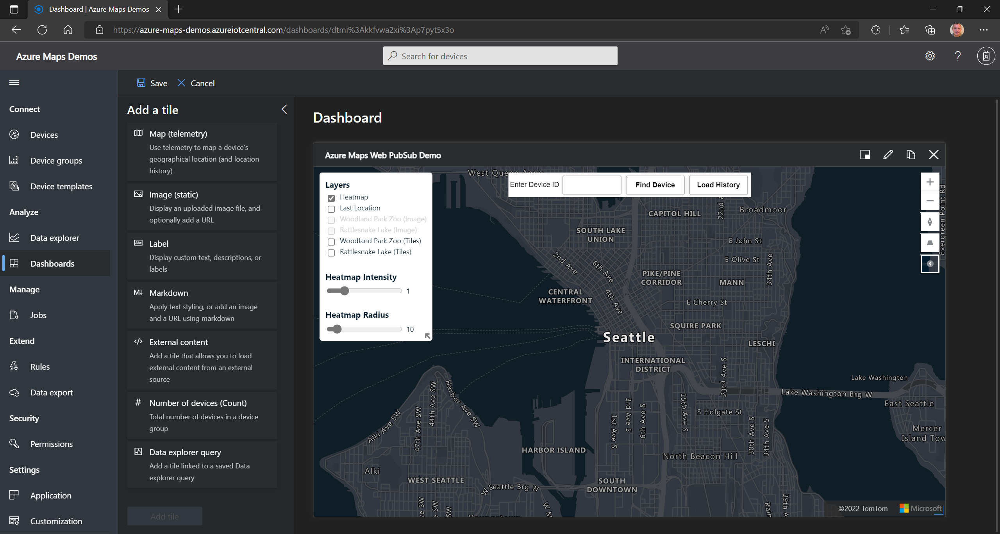 Dashboard | Azure Maps Demos
https://azure-maps-demos.azureiotcentral.com/dashboards/dtmi%3Akkfvwa2xi%3Ap7pyt5x3o
Azure Maps Demos
Search for devices
Save
Cancel
Connect
Devices
Device groups
Device templates
Analyze
Data explorer
Dashboards
Manage
Jobs
Extend
Rules
Data export
Security
Permissions
Settings
Application
Customization
Add a tile
Map (telemetry)
Use telemetry to map a device's
geographical location (and location
history)
Image (static)
Display an uploaded image file, and
optionally add a URL
Abc
Label
Display custom text, descriptions, or
labels
M↓
Markdown
Apply text styling, or add an image
and a URL using markdown
</>
External content
Add a tile that allows you to load
external content from an external
source
#
Number of devices (Count)
Total number of devices in a device
group
Data explorer query
Add a tile linked to a saved Data
explorer query
Add tile
Dashboard
Azure Maps Web PubSub Demo
Layers
Heatmap
Last Location
Woodland Park Zoo (Image)
Rattlesnake Lake (Image)
Woodland Park Zoo (Tiles)
Rattlesnake Lake (Tiles)
Heatmap Intensity
1
Heatmap Radius
10
Enter Device ID
Find Device
Load History
West Queen Anne
22nd A
Broadmoor
Evergreen Point Rd
CAPITOL HILL
SOUTH LAKE
UNION
E John St
E Olive St
34th Ave
2nd Ave
6th Ave
4th Ave
PIKE/PINE
CORRIDOR
MANN
CENTRAL
WATERFRONT
E Cherry St
SQUIRE PARK
Seattle
LESCHI
INTERNATIONAL
DISTRICT
23rd Ave S
Lake Washington
Lake Washington Brg W
East Seattle
Mercer
Island Tow
Harbor Ave SW
44th Ave SW
47th Ave SW
Alki Ave SW
3rd Ave S
6th Ave S
1st Ave S
15th Ave S
S Holgate St
30th Ave S
34th Ave S
HARBOR ISLAND
North Beacon Hill
Alki
WEST SEATTLE
W Seattle Brg W
SOUTH
DOWNTOWN
ve SW
e SW
SW
W M
Rain
39th A
©2022 TomTom
Microsoft